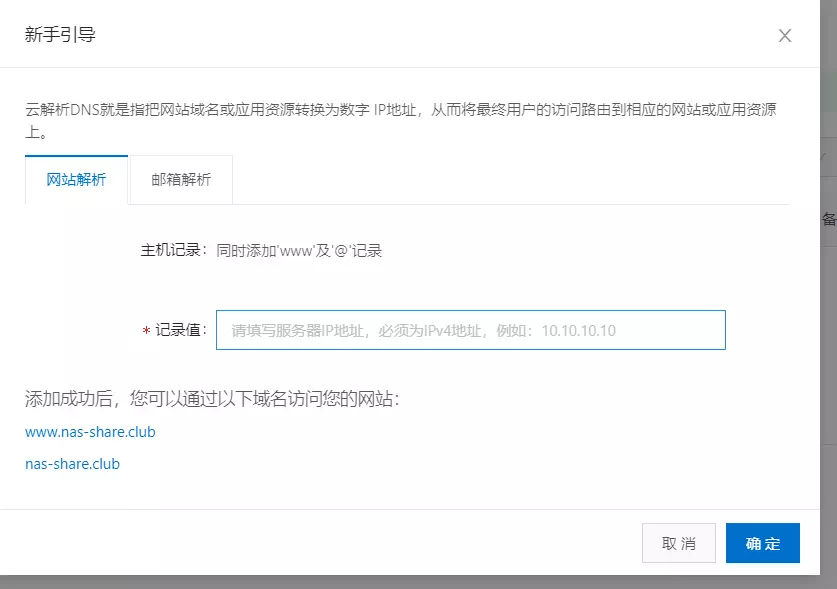 新手引导
云解析DNS就是指把网站域名或应用资源转换为数字 IP地址，从而将最终用户的访问路由到相应的网站或应用资源
上。
网站解析 邮箱解析
备
主机记录： 同时添加'www'及'@'记录
* 记录值： 请填写服务器IP地址，必须为IPv4地址，例如：10.10.10.10
添加成功后，您可以通过以下域名访问您的网站：
www.nas-share.club
nas-share.club
取 消 确 定